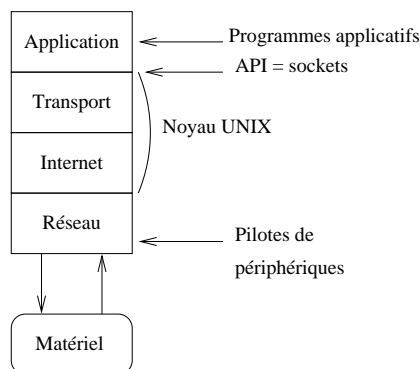 Application
Programmes applicatifs
API = sockets
Transport
Noyau UNIX
Internet
Réseau
Pilotes de
périphériques
Matériel